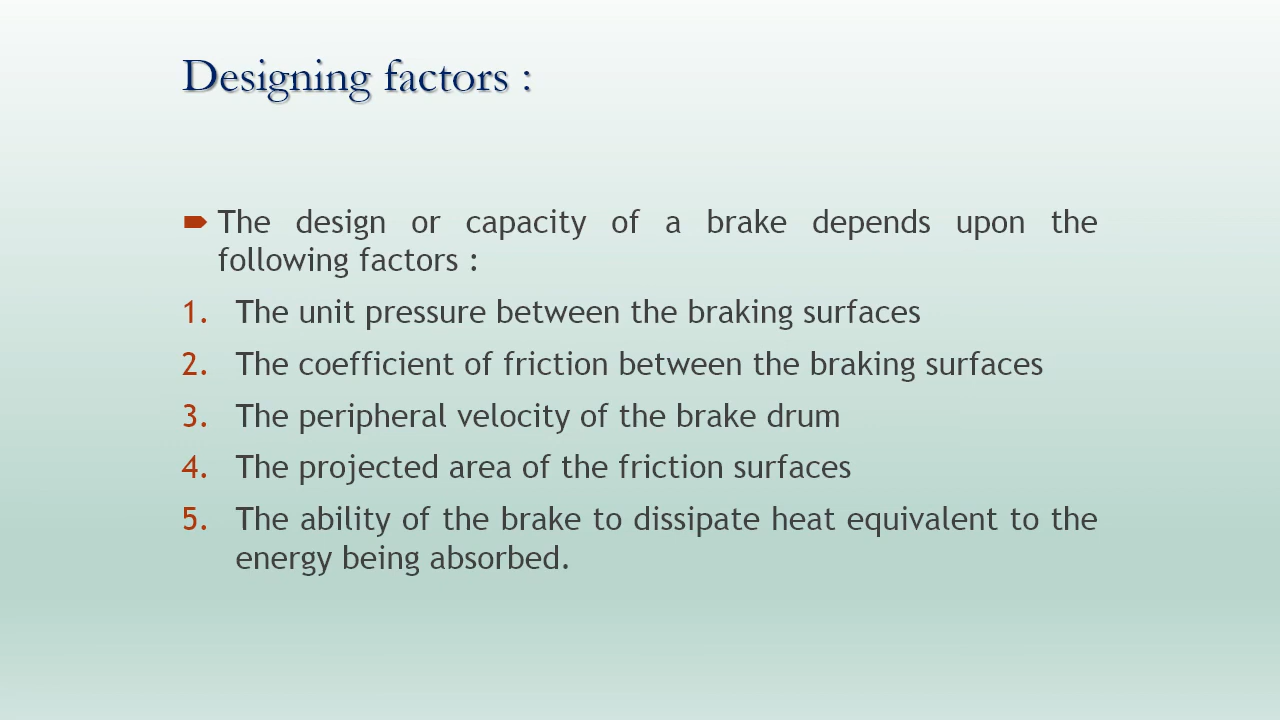 Designing factors :
The design or capacity of a brake depends upon the
following factors :
1. The unit pressure between the braking surfaces
2. The coefficient of friction between the braking surfaces
3. The peripheral velocity of the brake drum
4. The projected area of the friction surfaces
5. The ability of the brake to dissipate heat equivalent to the
energy being absorbed.